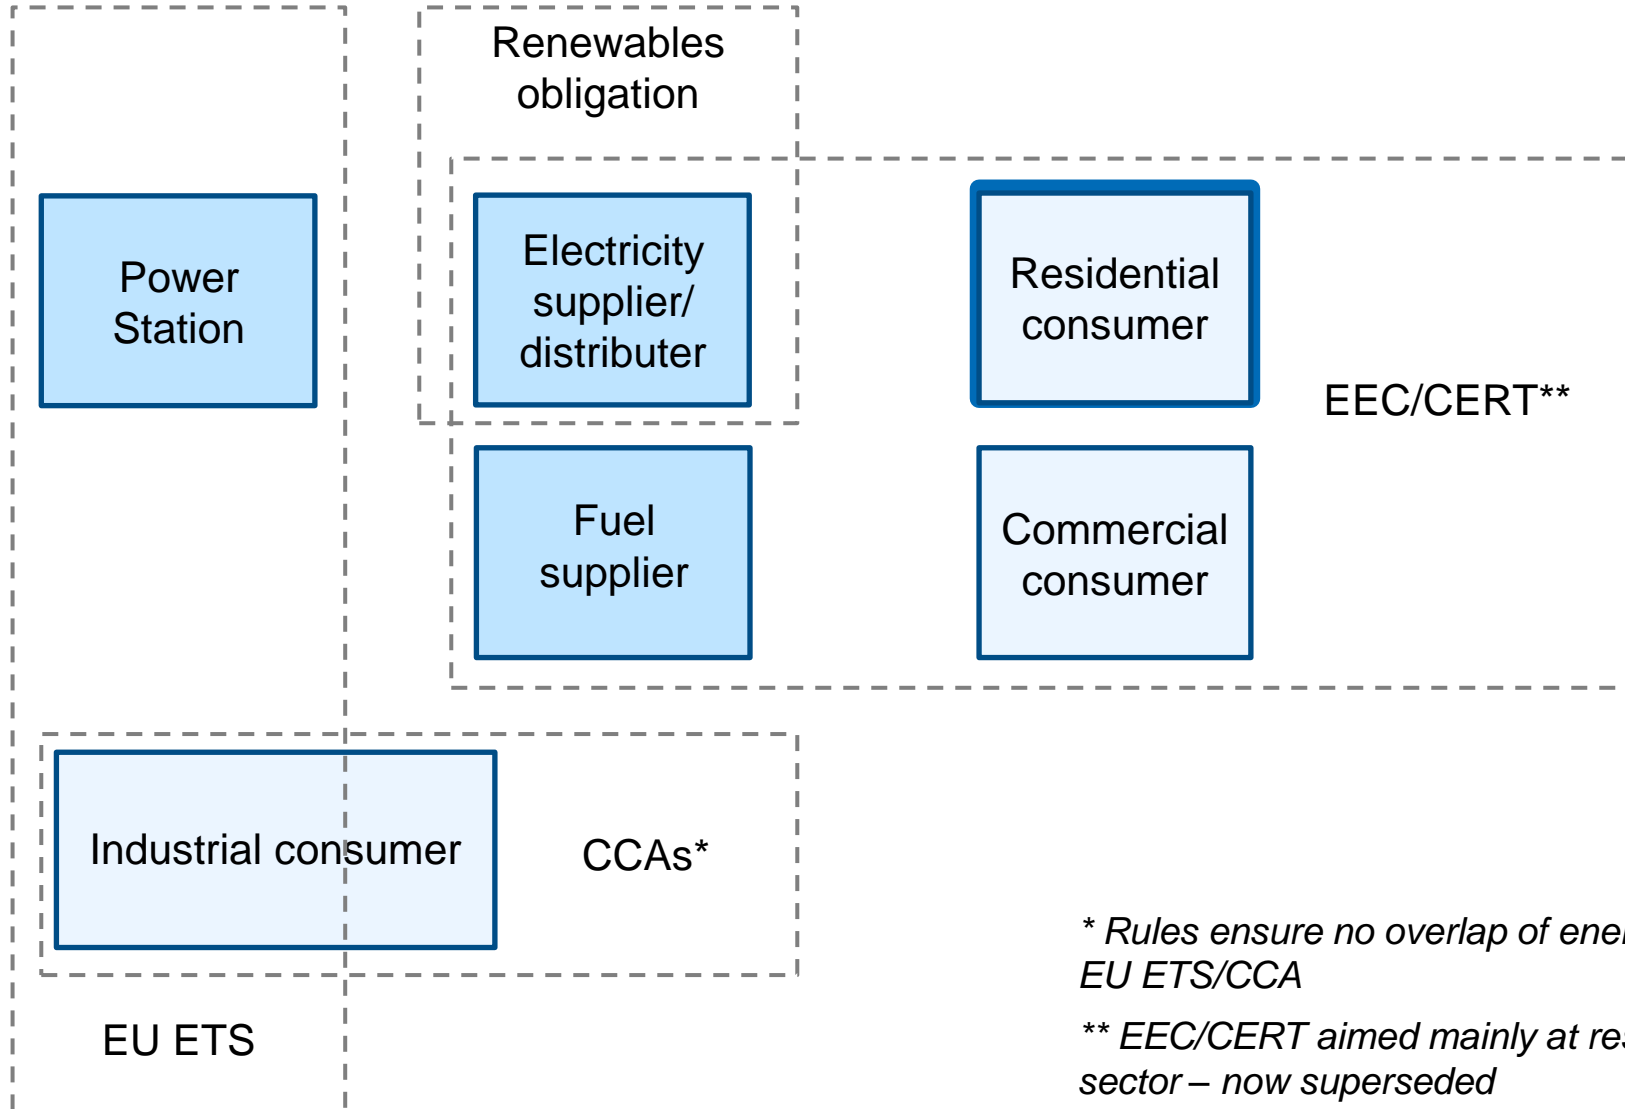 Renewables
obligation
Power
Station
Electricity
supplier/
distributer
Residential
consumer
EEC/CERT**
Fuel
supplier
Commercial
consumer
Industrial consumer
CCAs*
EU ETS
* Rules ensure no overlap of
EU ETS/CCA
** EEC/CERT aimed mainly at
sector – now superseded